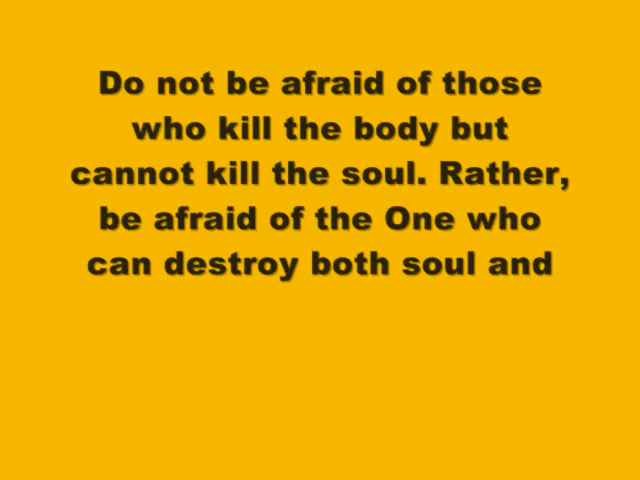 Do not be afraid of those
who kill the body but
cannot kill the soul. Rather,
be afraid of the One who
can destroy both soul and